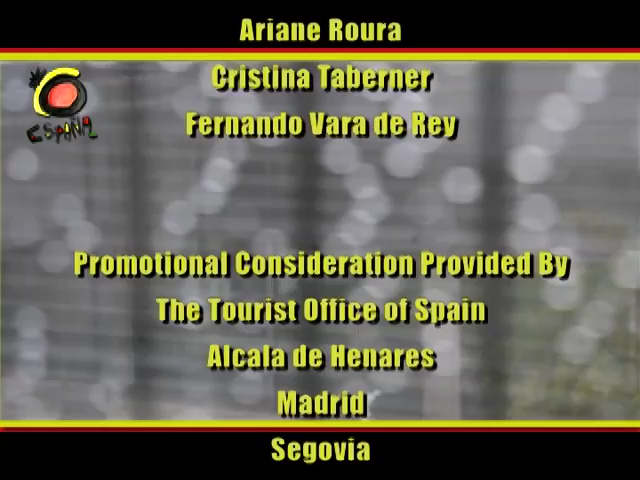 Ariane Roura
Cristina Taberner
ESPAÑA
Fernando Vara de Rey
Promotional Consideration Provided By
The Tourist Office of Spain
Alcala de Henares
Madrid
Segovia